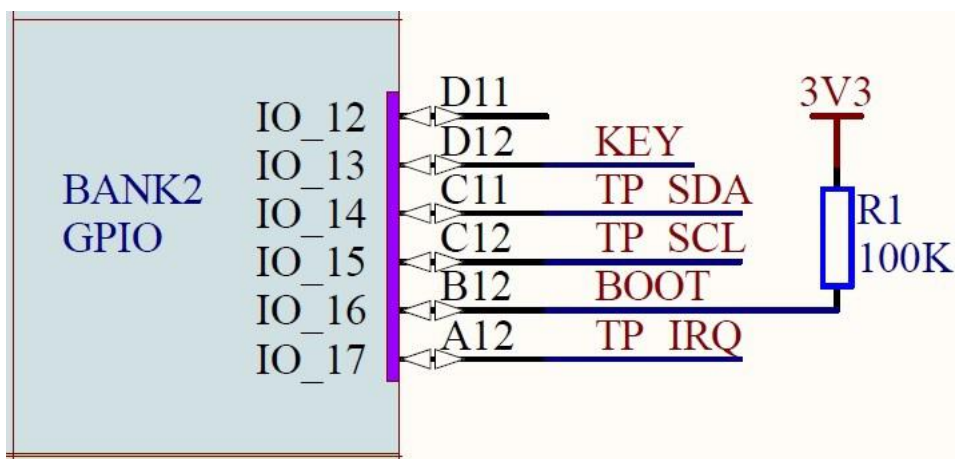 BANK2
GPIO
IO_12 D11
IO_13 D12 KEY
IO_14 C11 TP_SDA
IO_15 C12 TP_SCL
IO_16 B12 BOOT
IO_17 A12 TP_IRQ
3V3
R1
100K